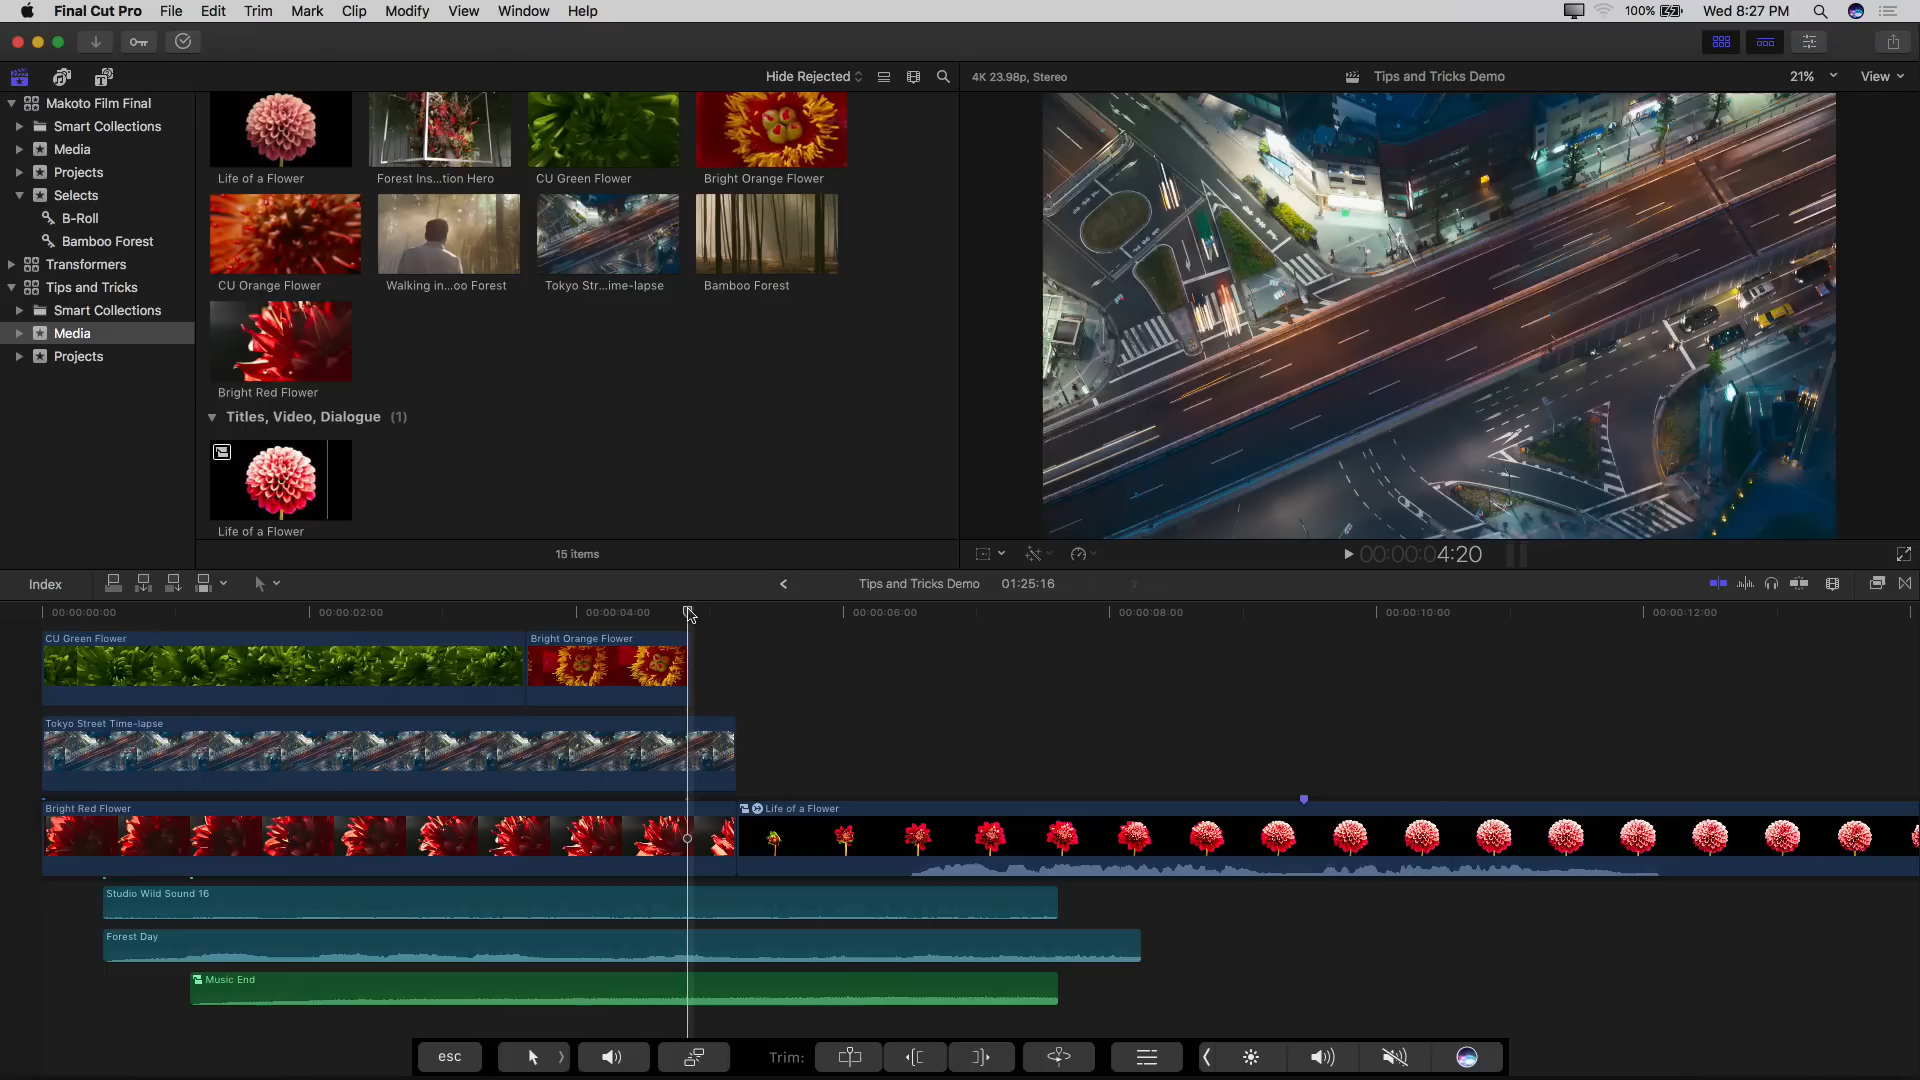 Final Cut Pro File Edit Trim Mark Clip Modify View Window Help 100% Wed 8:27 PM
Hide Rejected 4K 23.98p, Stereo Tips and Tricks Demo 21% View
Makoto Film Final
Smart Collections
Media
Projects
Selects
B-Roll
Bamboo Forest
Transformers
Tips and Tricks
Smart Collections
Media
Projects
Life of a Flower Forest Ins...tion Hero CU Green Flower Bright Orange Flower
CU Orange Flower Walking in...oo Forest Tokyo Str...ime-lapse Bamboo Forest
Bright Red Flower
Titles, Video, Dialogue (1)
Life of a Flower
15 items 00:00:04:20
Index Tips and Tricks Demo 01:25:16
00:00:00:00 00:00:02:00 00:00:04:00 00:00:06:00 00:00:08:00 00:00:10:00 00:00:12:00
CU Green Flower Bright Orange Flower
Tokyo Street Time-lapse
Bright Red Flower Life of a Flower
Studio Wild Sound 16
Forest Day
Music End
esc Trim: